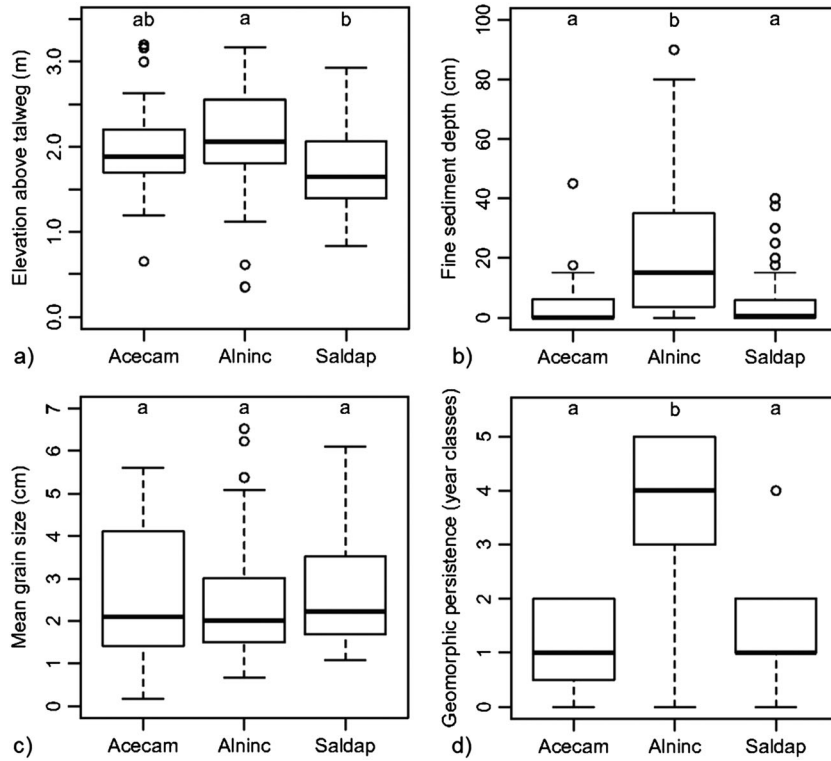 ab a b
Elevation above talweg (m)
3.0
2.0
1.0
0.0
Acecam Alninc Saldap
a)
a b a
Fine sediment depth (cm)
100
80
60
40
20
0
Acecam Alninc Saldap
b)
a a a
Mean grain size (cm)
7
6
5
4
3
2
1
0
Acecam Alninc Saldap
c)
a b a
Geomorphic persistence (year classes)
5
4
3
2
1
0
Acecam Alninc Saldap
d)